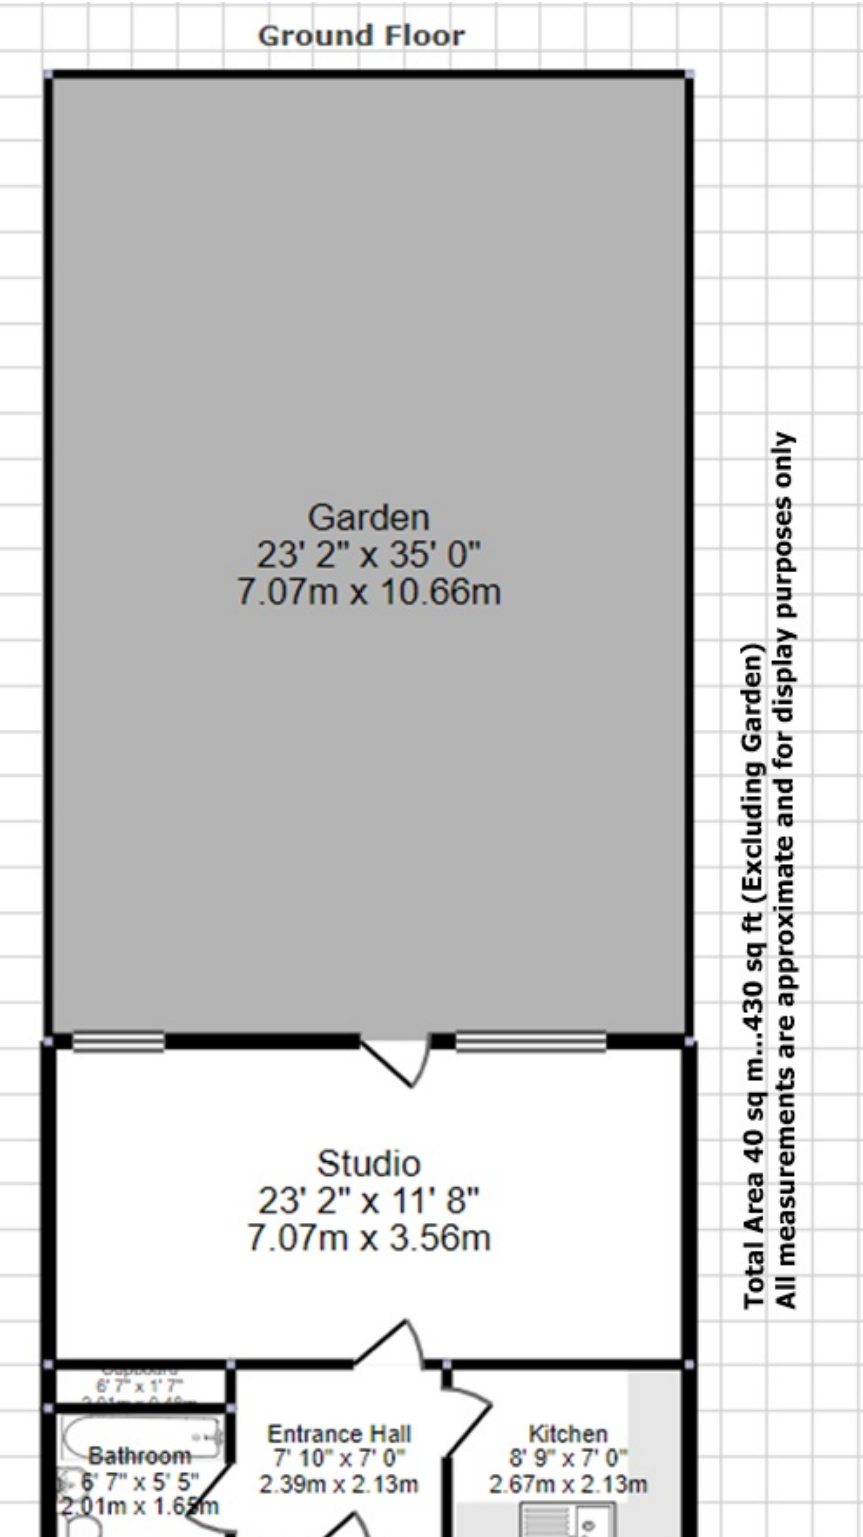 Ground Floor
Garden
23' 2" x 35' 0"
7.07m x 10.66m
Total Area 40 sq m...430 sq ft (Excluding Garden)
All measurements are approximate and for display purposes only
Studio
23' 2" x 11' 8"
7.07m x 3.56m
Cupboard
6' 7" x 1' 7"
Entrance Hall
7' 10" x 7' 0"
2.39m x 2.13m
Kitchen
8' 9" x 7' 0"
2.67m x 2.13m
Bathroom
6' 7" x 5' 5"
2.01m x 1.65m